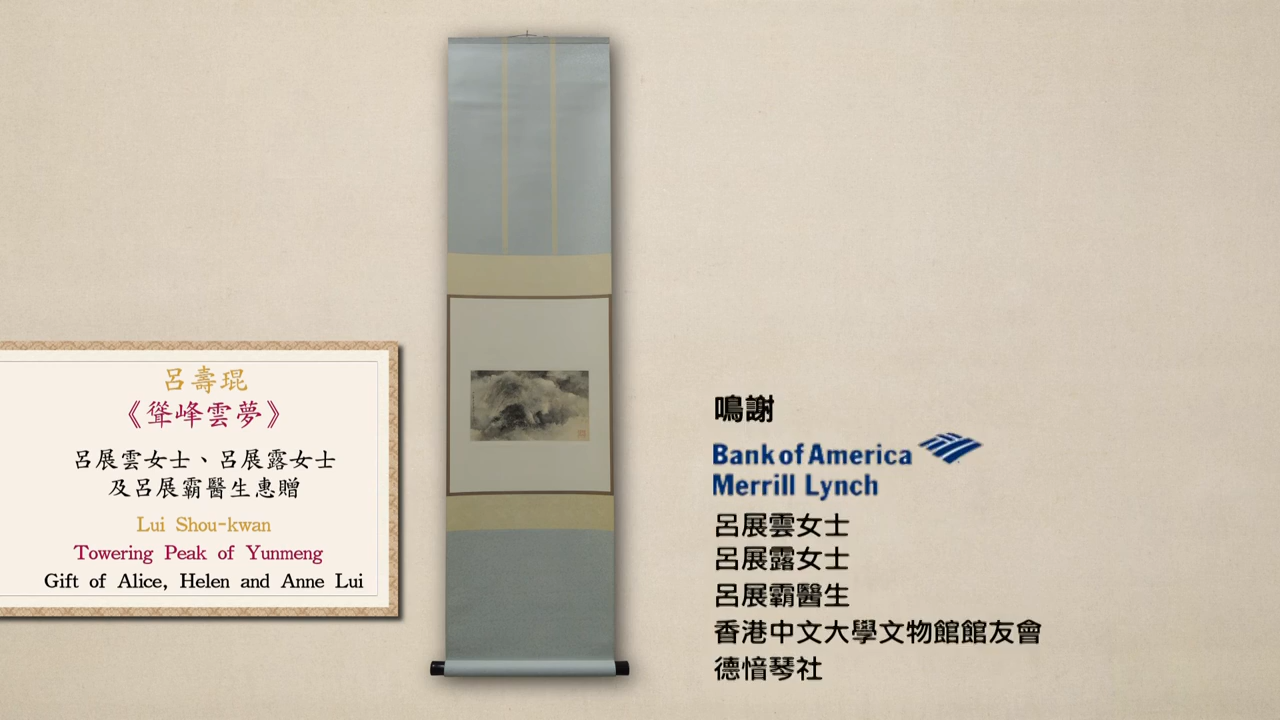 呂壽琨
《聳峰雲夢》
呂展雲女士、呂展露女士
及呂展霸醫生惠贈
Lui Shou-kwan
Towering Peak of Yunmeng
Gift of Alice, Helen and Anne Lui
鳴謝
Bank of America
Merrill Lynch
呂展雲女士
呂展露女士
呂展霸醫生
香港中文大學文物館館友會
德愔琴社